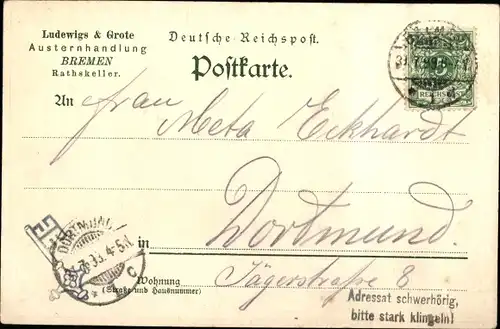 Ludewigs & Grote
Austernhandlung
BREMEN
Rathskeller.
Deutsche Reichspost.
Postkarte.
REICHSPOST
An Frau
Meta Eckhardt
in Dortmund
Wohnung
(Straße und Hausnummer)
Jägerstraße 8
DORTMUND
Adressat schwerhörig,
bitte stark klingeln!